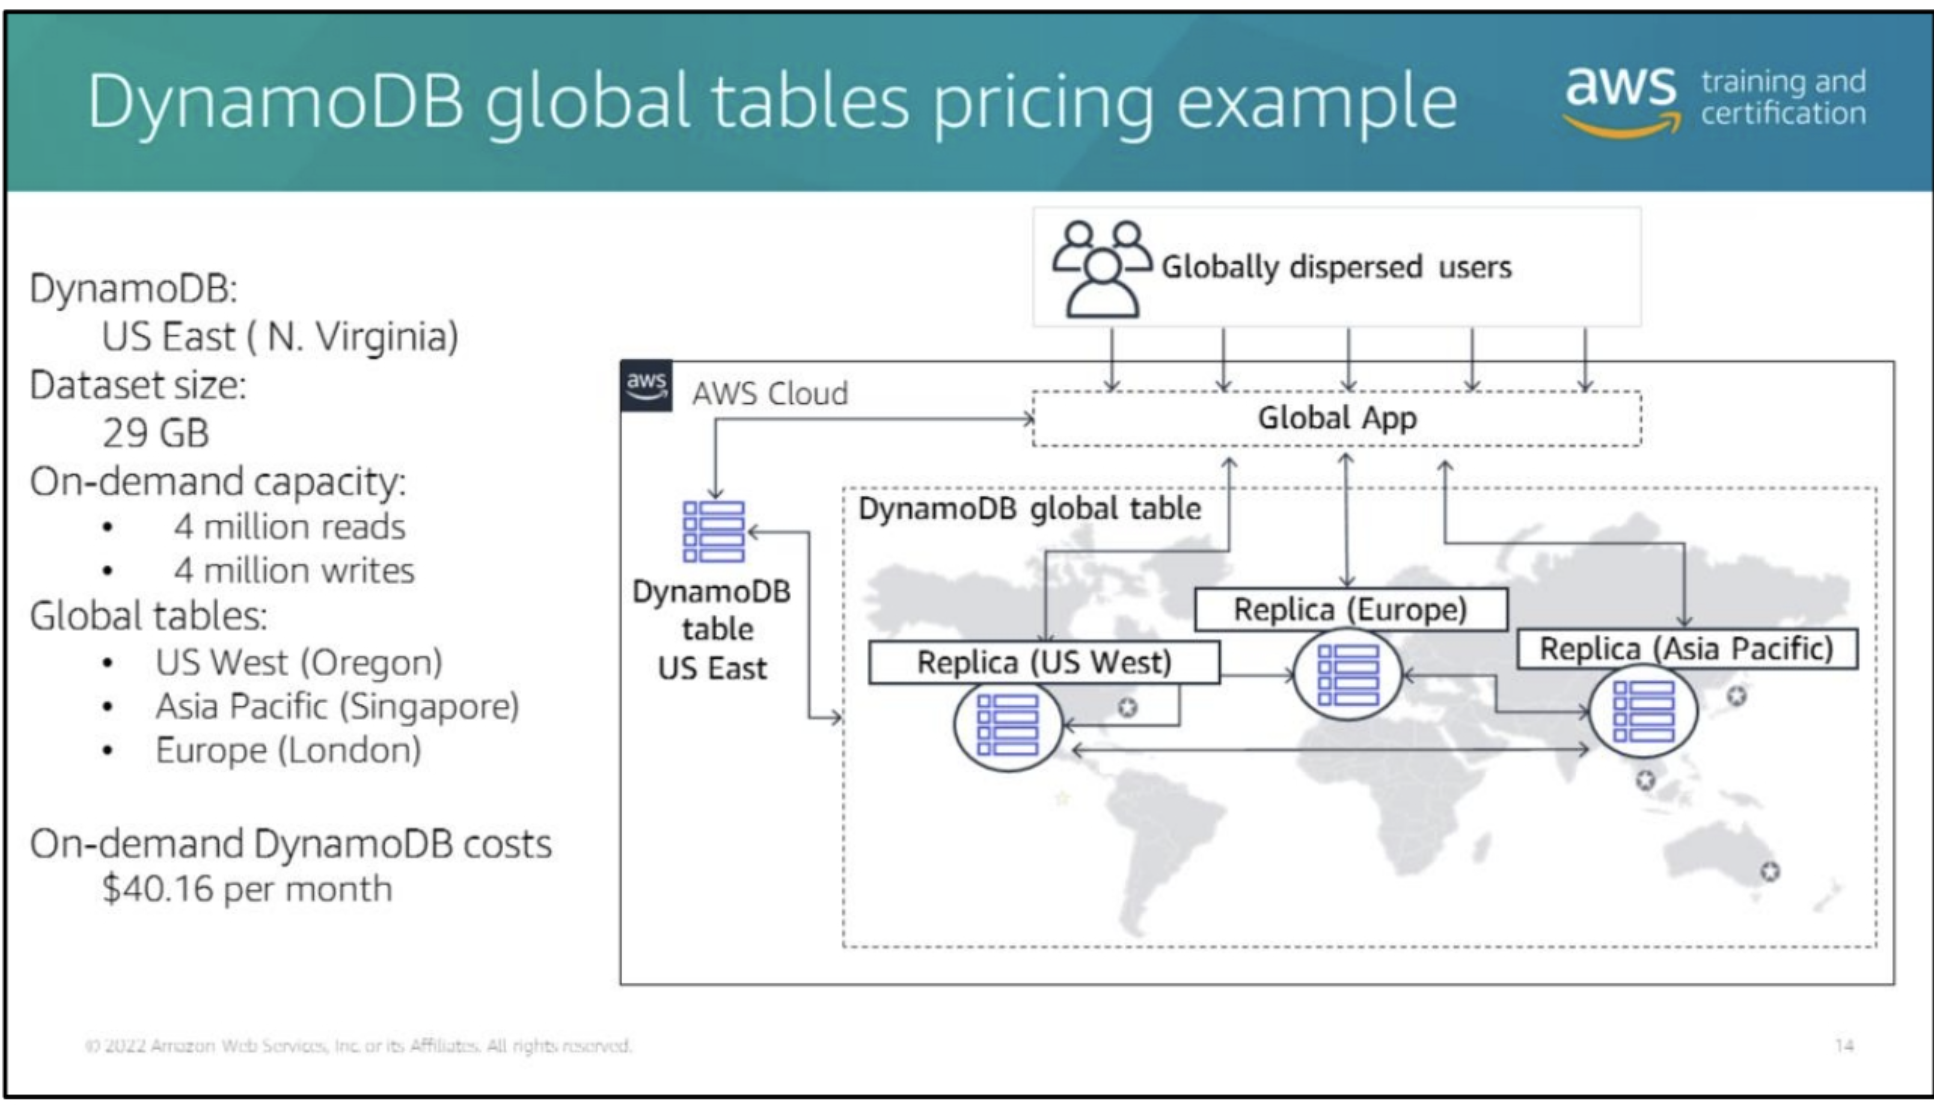 DynamoDB global tables pricing example
aws training and
certification
DynamoDB:
US East ( N. Virginia)
Dataset size:
29 GB
On-demand capacity:
• 4 million reads
• 4 million writes
Global tables:
• US West (Oregon)
• Asia Pacific (Singapore)
• Europe (London)
On-demand DynamoDB costs
$40.16 per month
Globally dispersed users
aws
AWS Cloud
Global App
DynamoDB global table
DynamoDB
table
US East
Replica (US West)
Replica (Europe)
Replica (Asia Pacific)
© 2022 Amazon Web Services, Inc. or its Affiliates. All rights reserved.
14